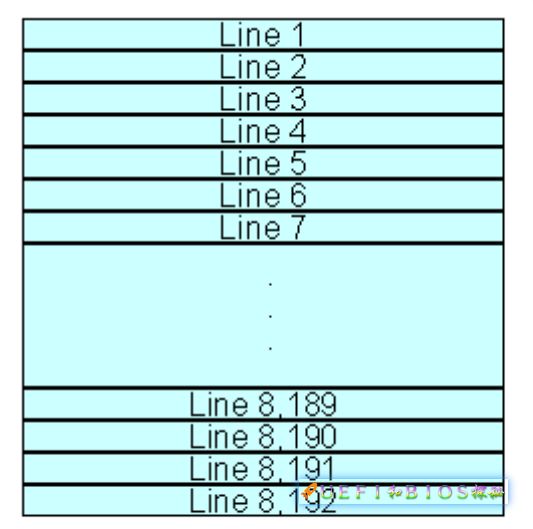 Line 1
Line 2
Line 3
Line 4
Line 5
Line 6
Line 7
.
.
.
Line 8,189
Line 8,190
Line 8,191
Line 8,192
UEFI和BIOS探秘